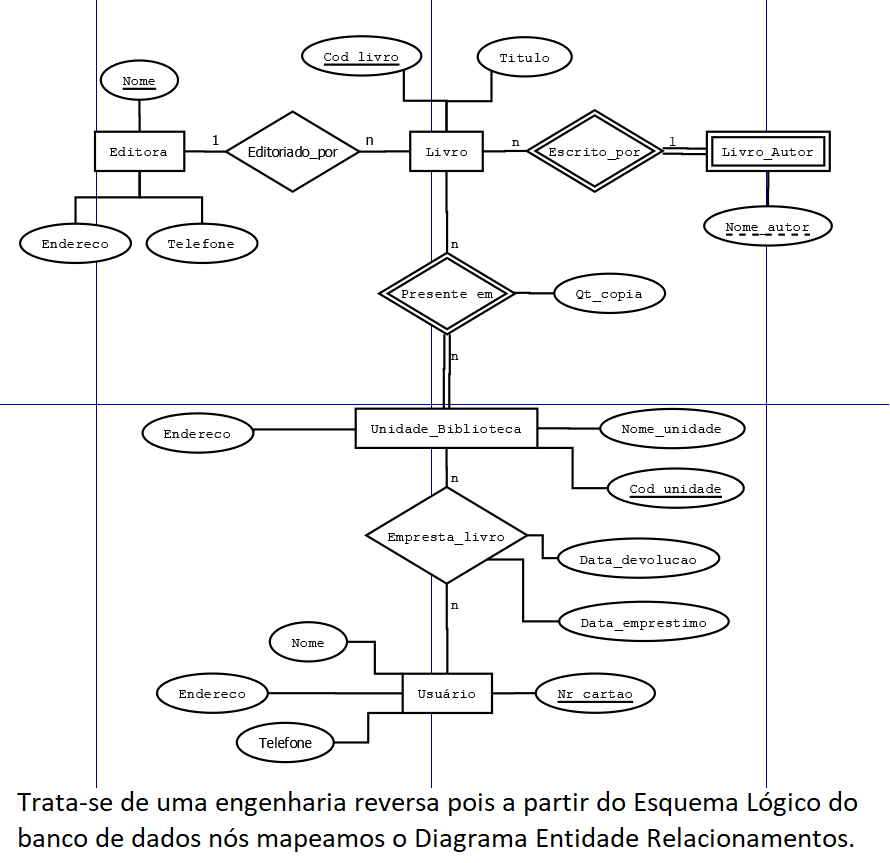 Cod livro
Titulo
Nome
Editora
1
Editoriado_por
n
Livro
n
Escrito_por
1
Livro_Autor
Endereco
Telefone
Nome_autor
n
Presente em
Qt_copia
n
Endereco
Unidade_Biblioteca
Nome_unidade
n
Cod unidade
Empresta_livro
Data_devolucao
n
Data_emprestimo
Nome
Endereco
Usuário
Nr cartao
Telefone
Trata-se de uma engenharia reversa pois a partir do Esquema Lógico do
banco de dados nós mapeamos o Diagrama Entidade Relacionamentos.